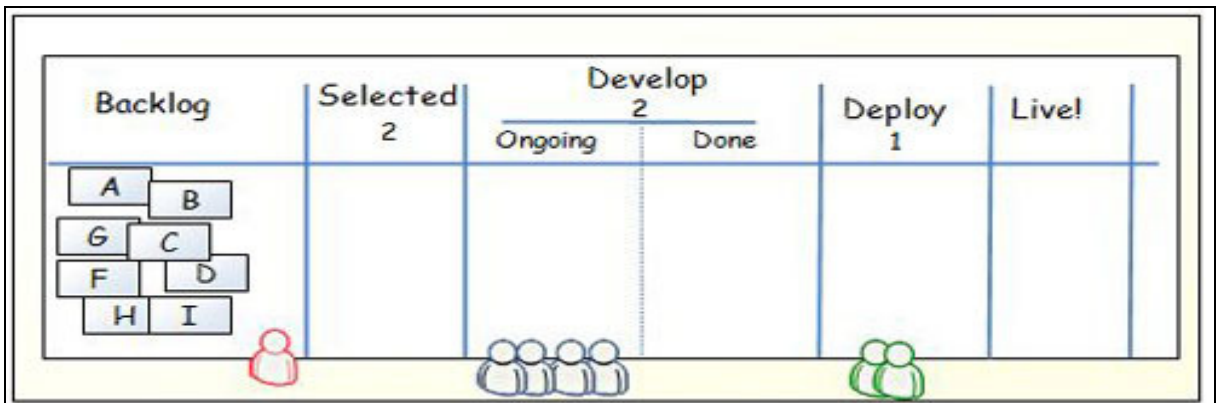 Backlog
Selected
2
Develop
2
Ongoing
Done
Deploy
1
Live!
A
B
G
C
F
D
H
I